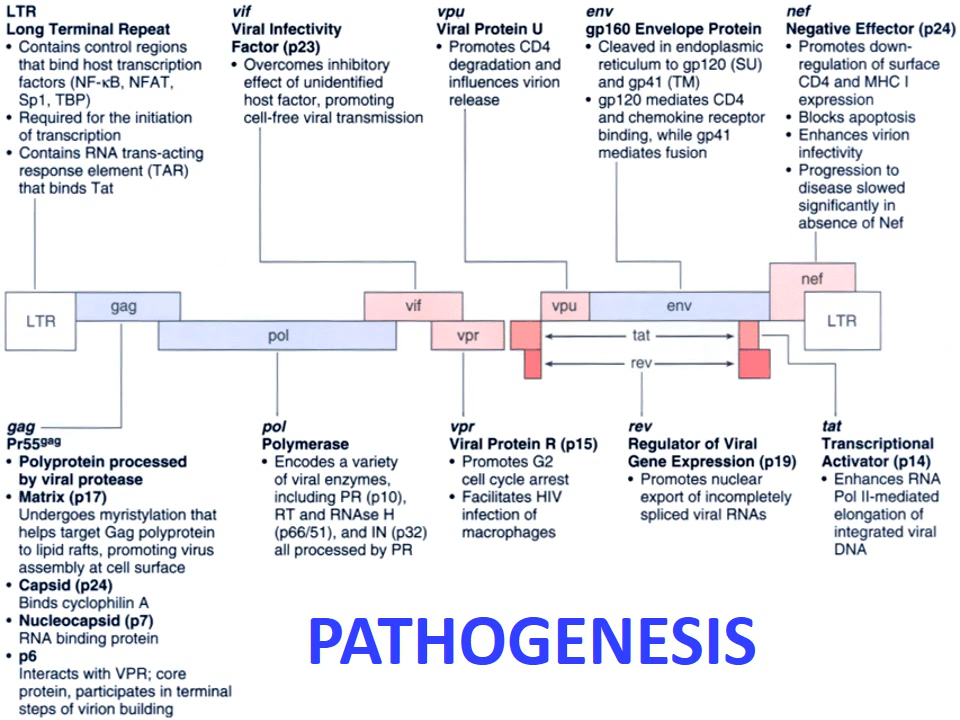 LTR
Long Terminal Repeat
• Contains control regions
that bind host transcription
factors (NF-κB, NFAT,
Sp1, TBP)
• Required for the initiation
of transcription
• Contains RNA trans-acting
response element (TAR)
that binds Tat
vif
Viral Infectivity
Factor (p23)
• Overcomes inhibitory
effect of unidentified
host factor, promoting
cell-free viral transmission
vpu
Viral Protein U
• Promotes CD4
degradation and
influences virion
release
env
gp160 Envelope Protein
• Cleaved in endoplasmic
reticulum to gp120 (SU)
and gp41 (TM)
• gp120 mediates CD4
and chemokine receptor
binding, while gp41
mediates fusion
nef
Negative Effector (p24)
• Promotes down-
regulation of surface
CD4 and MHC I
expression
• Blocks apoptosis
• Enhances virion
infectivity
• Progression to
disease slowed
significantly in
absence of Nef
LTR
gag
pol
vif
vpr
vpu
env
tat
rev
nef
LTR
gag
Pr55gag
• Polyprotein processed
by viral protease
• Matrix (p17)
Undergoes myristylation that
helps target Gag polyprotein
to lipid rafts, promoting virus
assembly at cell surface
• Capsid (p24)
Binds cyclophilin A
• Nucleocapsid (p7)
RNA binding protein
• p6
Interacts with VPR; core
protein, participates in terminal
steps of virion building
pol
Polymerase
• Encodes a variety
of viral enzymes,
including PR (p10),
RT and RNAse H
(p66/51), and IN (p32)
all processed by PR
vpr
Viral Protein R (p15)
• Promotes G2
cell cycle arrest
• Facilitates HIV
infection of
macrophages
rev
Regulator of Viral
Gene Expression (p19)
• Promotes nuclear
export of incompletely
spliced viral RNAs
tat
Transcriptional
Activator (p14)
• Enhances RNA
Pol II-mediated
elongation of
integrated viral
DNA
PATHOGENESIS